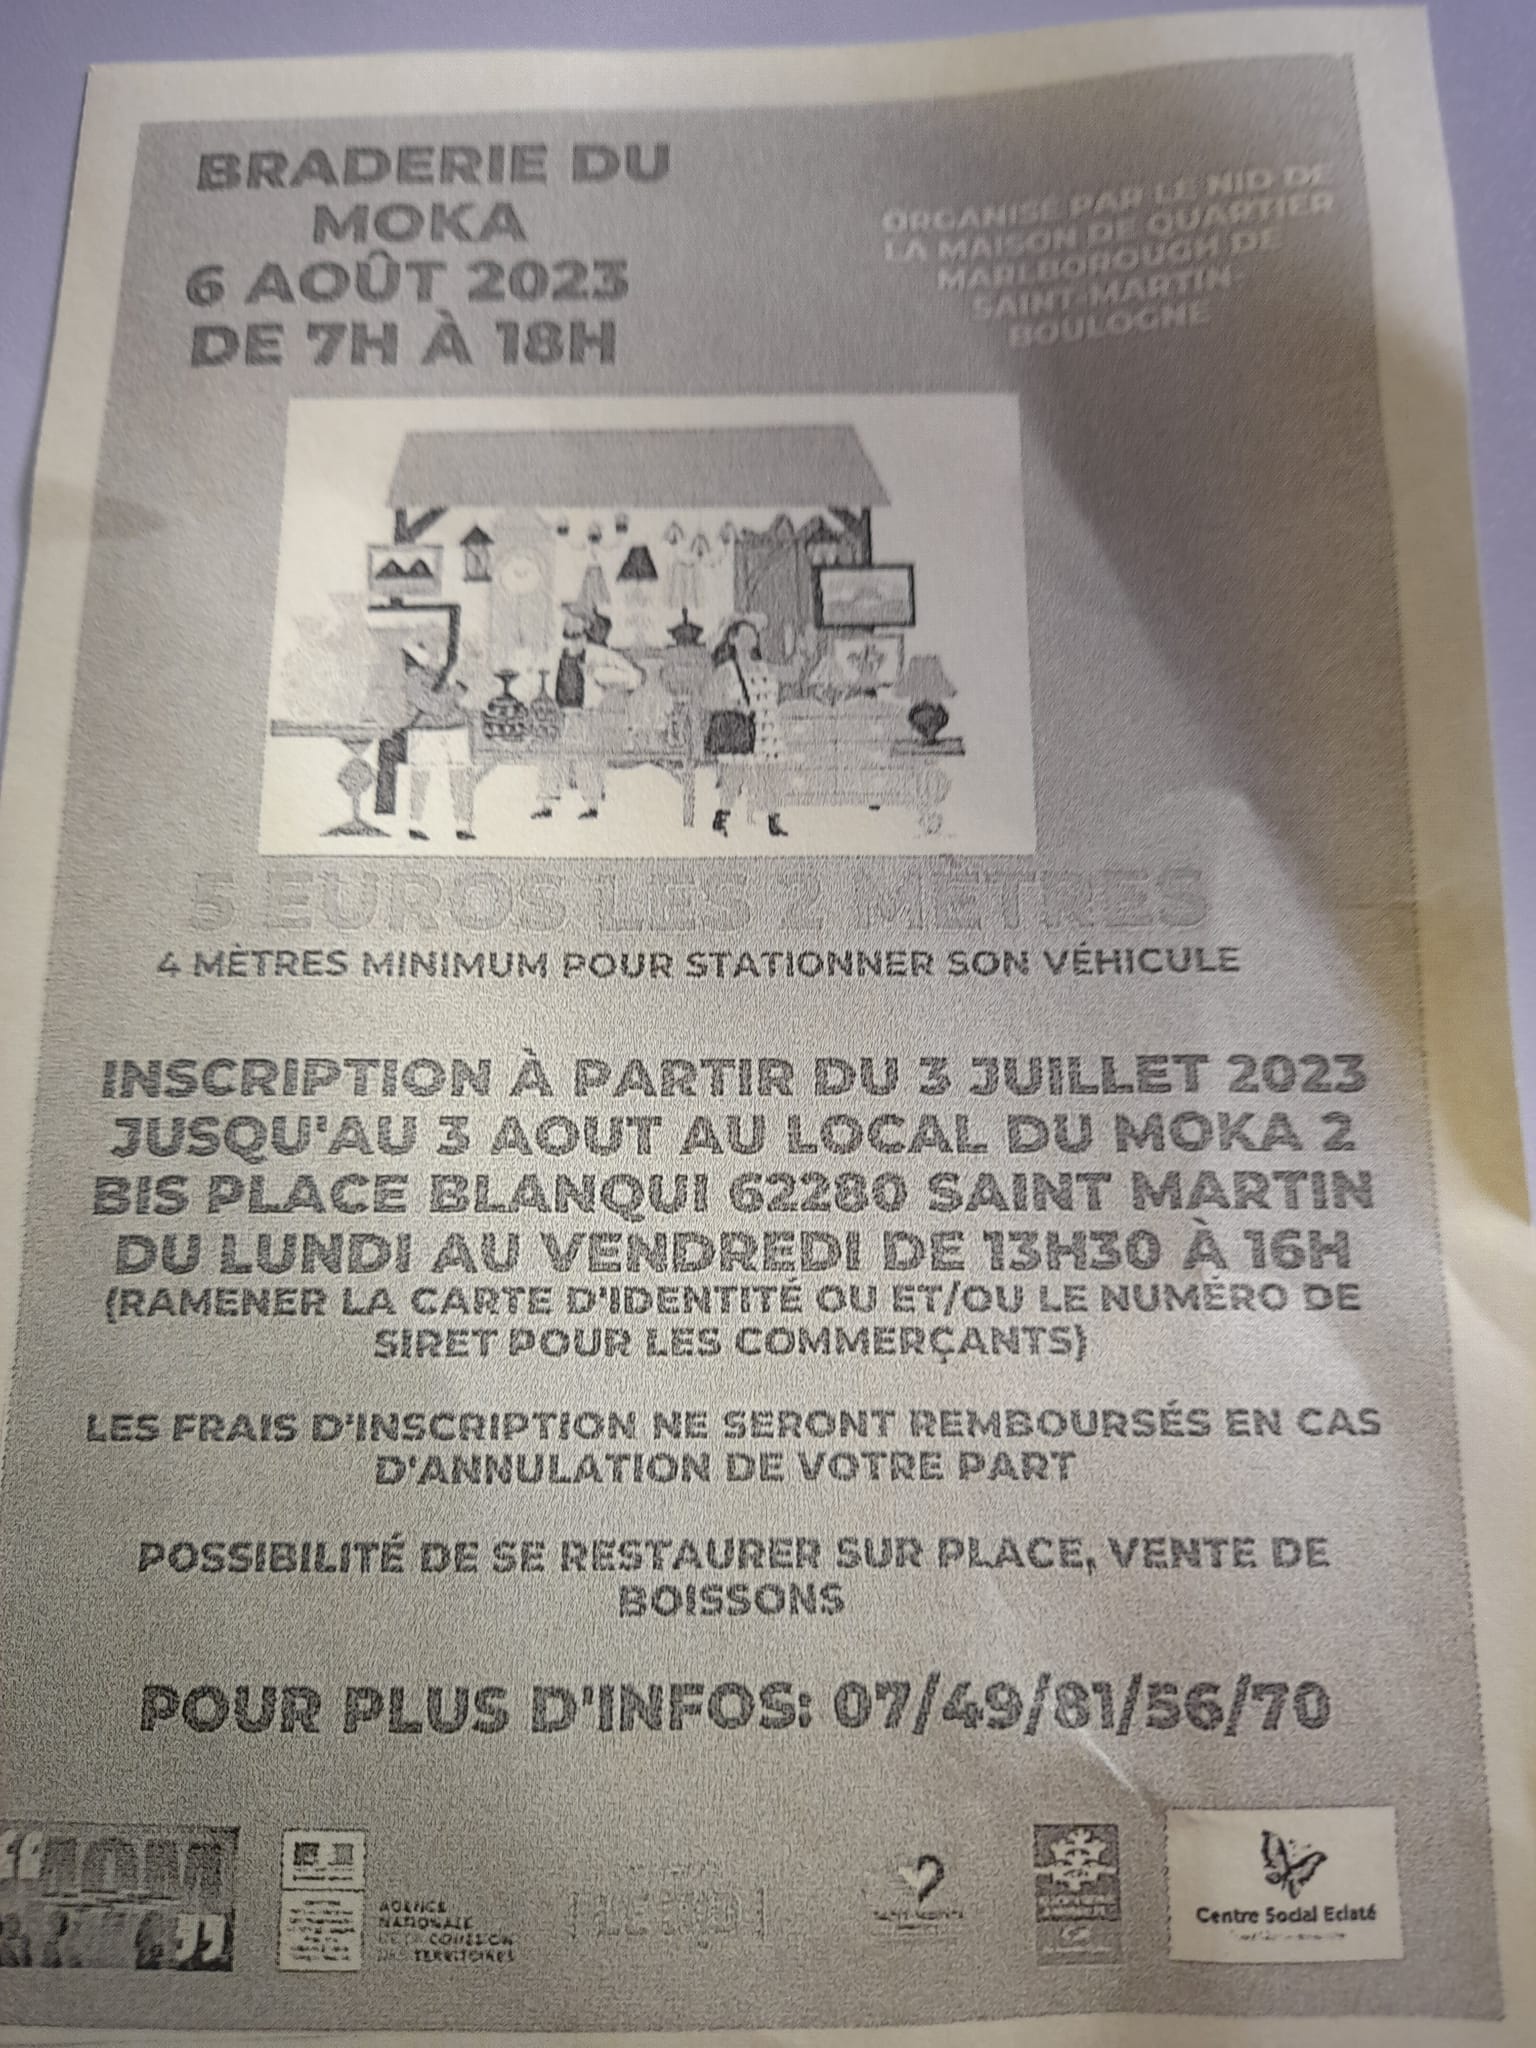 BRADERIE DU
MOKA
6 AOÛT 2023
DE 7H À 18H
ORGANISÉ PAR LE NID DE
LA MAISON DE QUARTIER
MARLBOROUGH DE
SAINT-MARTIN-
BOULOGNE
5 EUROS LES 2 MÈTRES
4 MÈTRES MINIMUM POUR STATIONNER SON VÉHICULE
INSCRIPTION À PARTIR DU 3 JUILLET 2023
JUSQU'AU 3 AOUT AU LOCAL DU MOKA 2
BIS PLACE BLANQUI 62280 SAINT MARTIN
DU LUNDI AU VENDREDI DE 13H30 À 16H
(RAMENER LA CARTE D'IDENTITÉ OU ET/OU LE NUMÉRO DE
SIRET POUR LES COMMERÇANTS)
LES FRAIS D'INSCRIPTION NE SERONT REMBOURSÉS EN CAS
D'ANNULATION DE VOTRE PART
POSSIBILITÉ DE SE RESTAURER SUR PLACE, VENTE DE
BOISSONS
POUR PLUS D'INFOS: 07/49/81/56/70
AGENCE
NATIONALE
DE LA COHÉSION
DES TERRITOIRES
Centre Social Eclaté